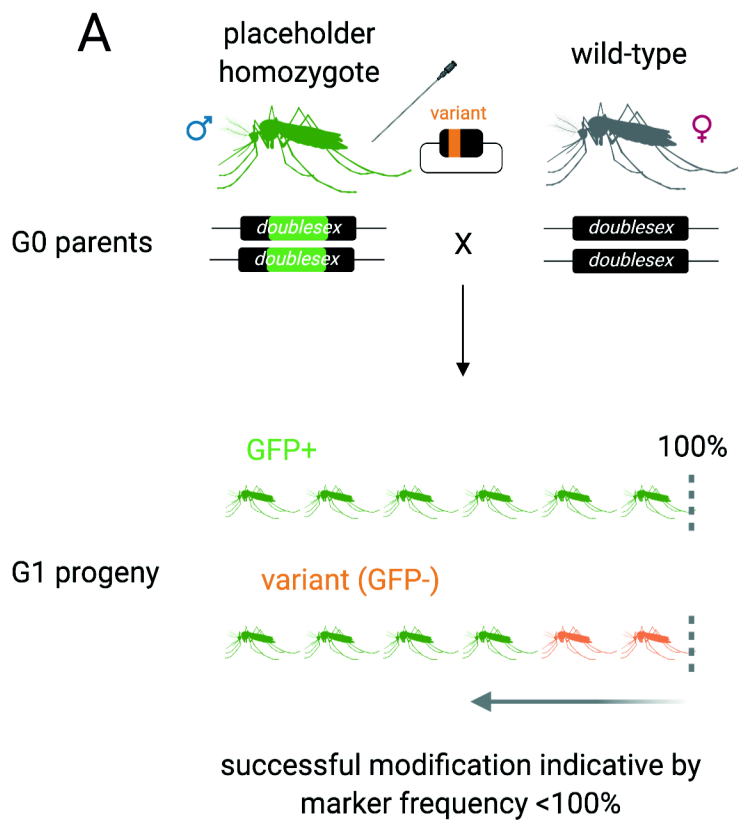 A
placeholder
homozygote
wild-type
variant
♂
♀
G0 parents
doublesex
doublesex
X
doublesex
doublesex
GFP+
100%
G1 progeny
variant (GFP-)
successful modification indicative by
marker frequency <100%